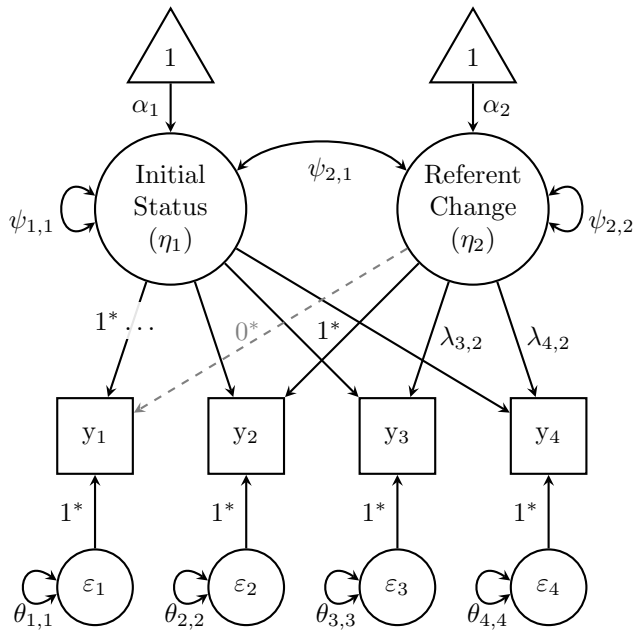 1 1
α₁ α₂
Initial Status (η₁)
ψ₂,₁
Referent Change (η₂)
ψ₁,₁ ψ₂,₂
1* … 0* 1* λ₃,₂ λ₄,₂
y₁ y₂ y₃ y₄
1* 1* 1* 1*
ε₁ ε₂ ε₃ ε₄
θ₁,₁ θ₂,₂ θ₃,₃ θ₄,₄